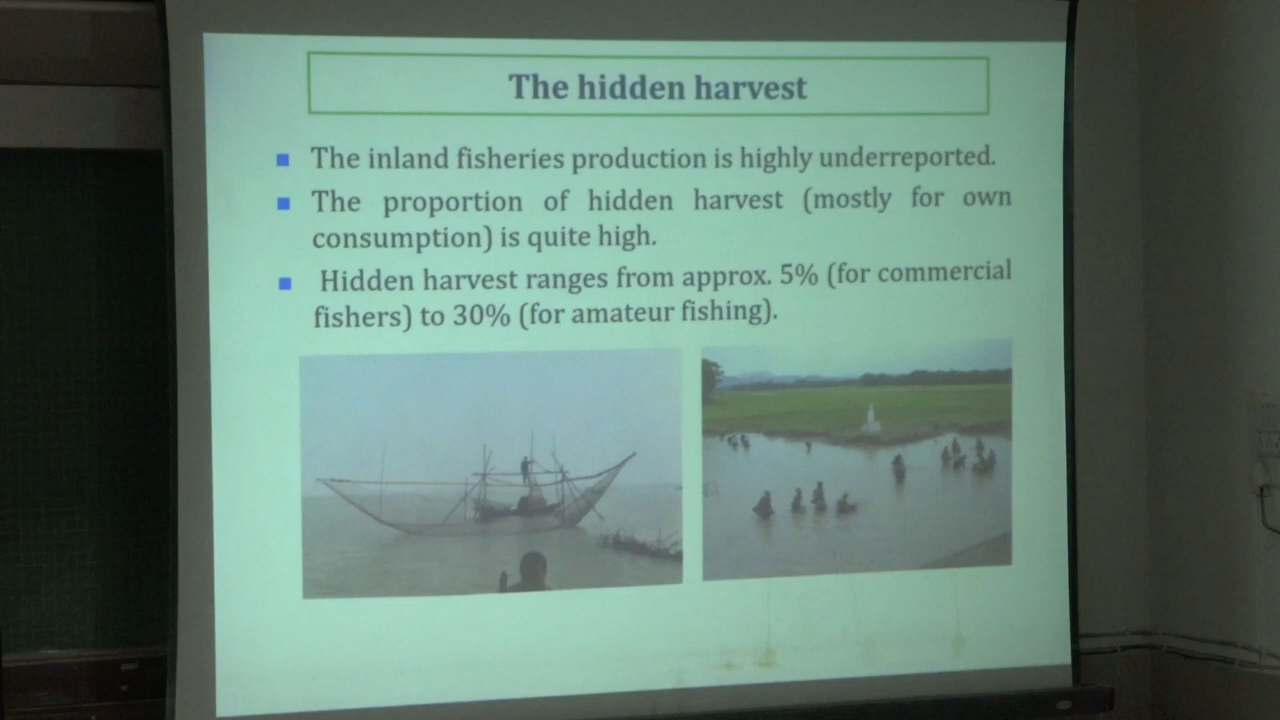 The hidden harvest
The inland fisheries production is highly underreported.
The proportion of hidden harvest (mostly for own
consumption) is quite high.
Hidden harvest ranges from approx. 5% (for commercial
fishers) to 30% (for amateur fishing).